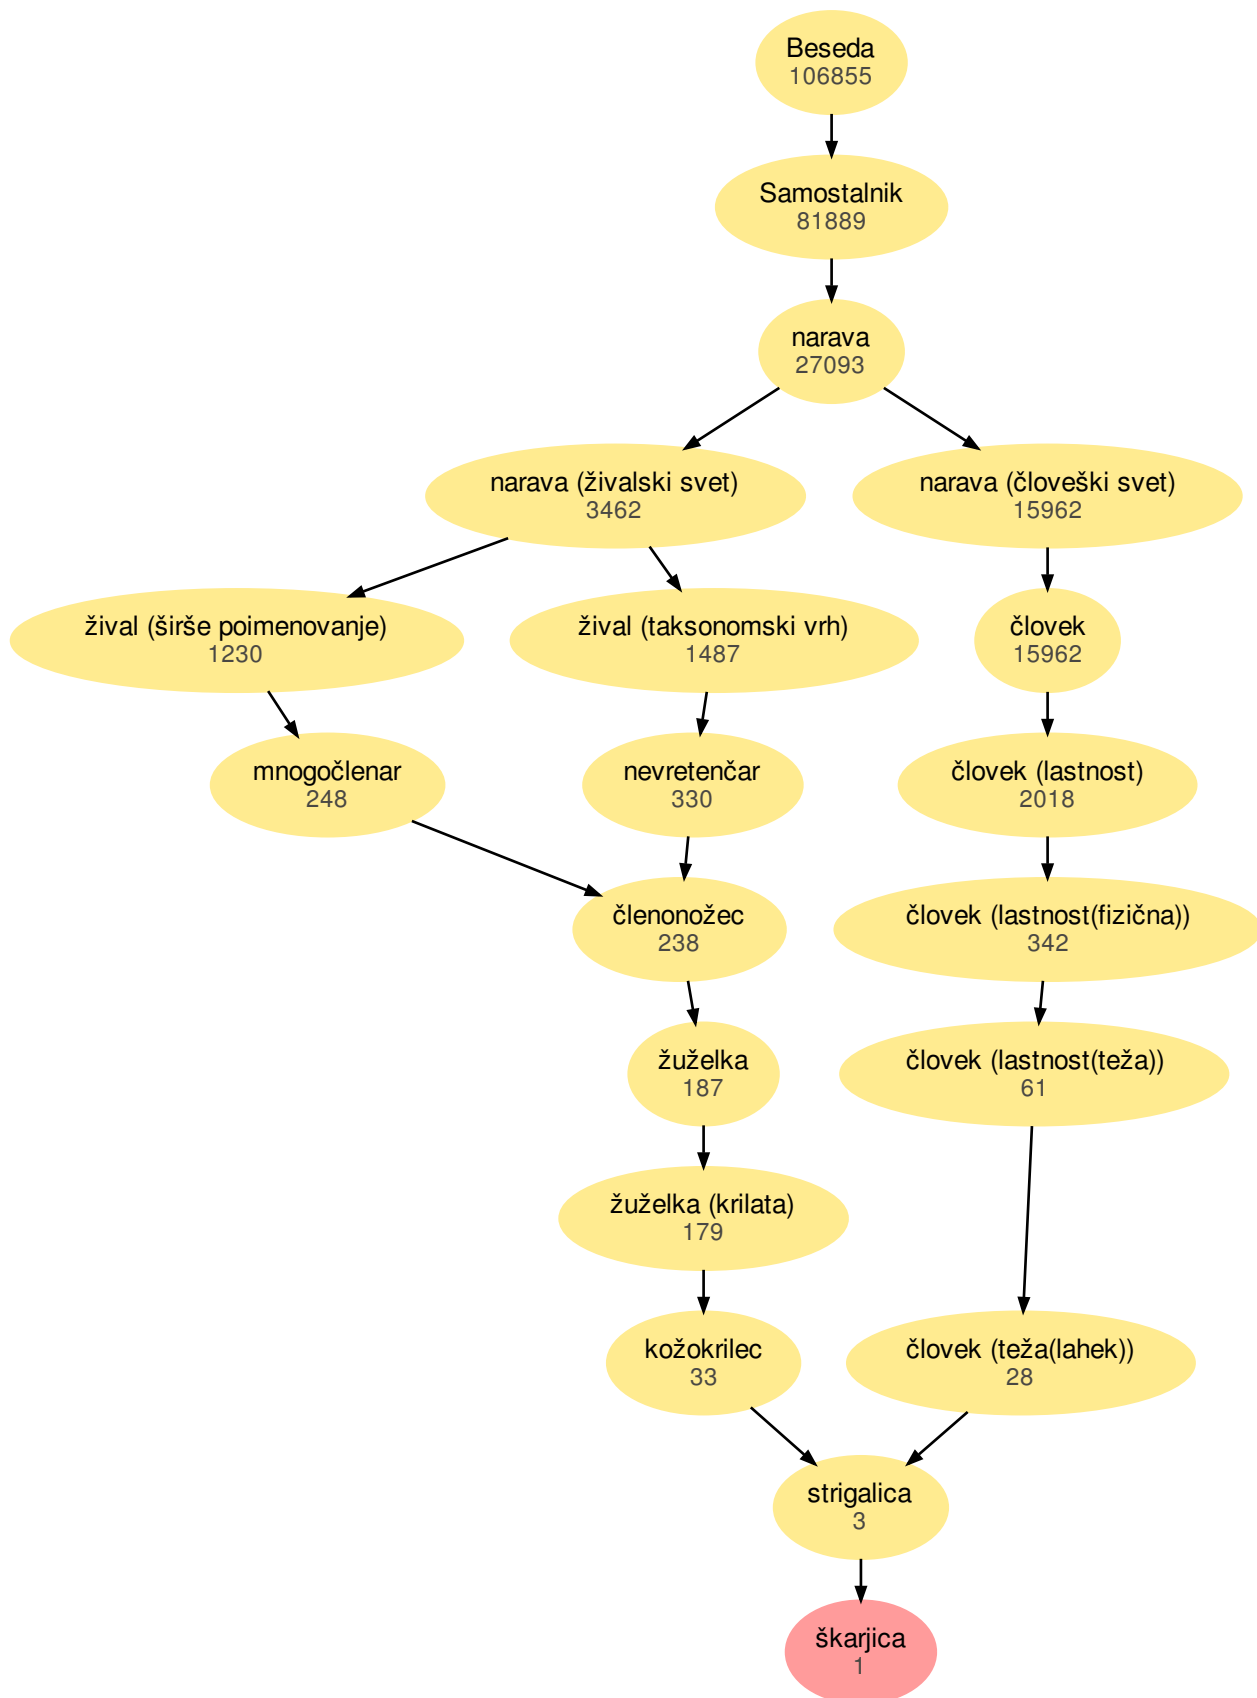 Beseda
106855
Samostalnik
81889
narava
27093
narava (živalski svet)
3462
narava (človeški svet)
15962
žival (širše poimenovanje)
1230
žival (taksonomski vrh)
1487
človek
15962
mnogočlenar
248
nevretenčar
330
človek (lastnost)
2018
členonožec
238
človek (lastnost(fizična))
342
žuželka
187
človek (lastnost(teža))
61
žuželka (krilata)
179
kožokrilec
33
človek (teža(lahek))
28
strigalica
3
škarjica
1